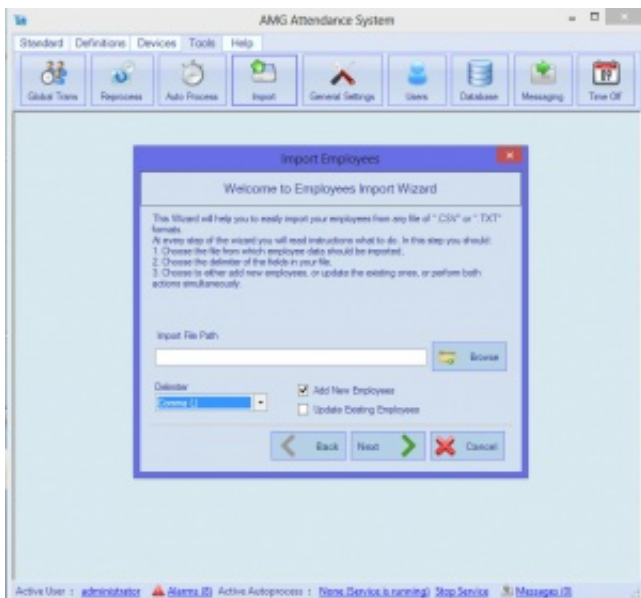 AMG Attendance System
Standard Definitions Devices Tools Help
Global Trans Reprocess Auto Process Import General Settings Users Database Messaging Time Off
Import Employees
Welcome to Employees Import Wizard
This Wizard will help you to easily import your employees from any file of ".CSV" or ".TXT"
formats.
At every step of the wizard you will read instructions what to do. In this step you should:
1. Choose the file from which employee data should be imported.
2. Choose the delimiter of the fields in your file.
3. Choose to either add new employees, or update the existing ones, or perform both
actions simultaneously.
Import File Path
Browse
Delimiter
Comma (,)
Add New Employees
Update Existing Employees
Back Next Cancel
Active User : administrator Alarms Active Autoprocess : None (Service is running) Stop Service Messages